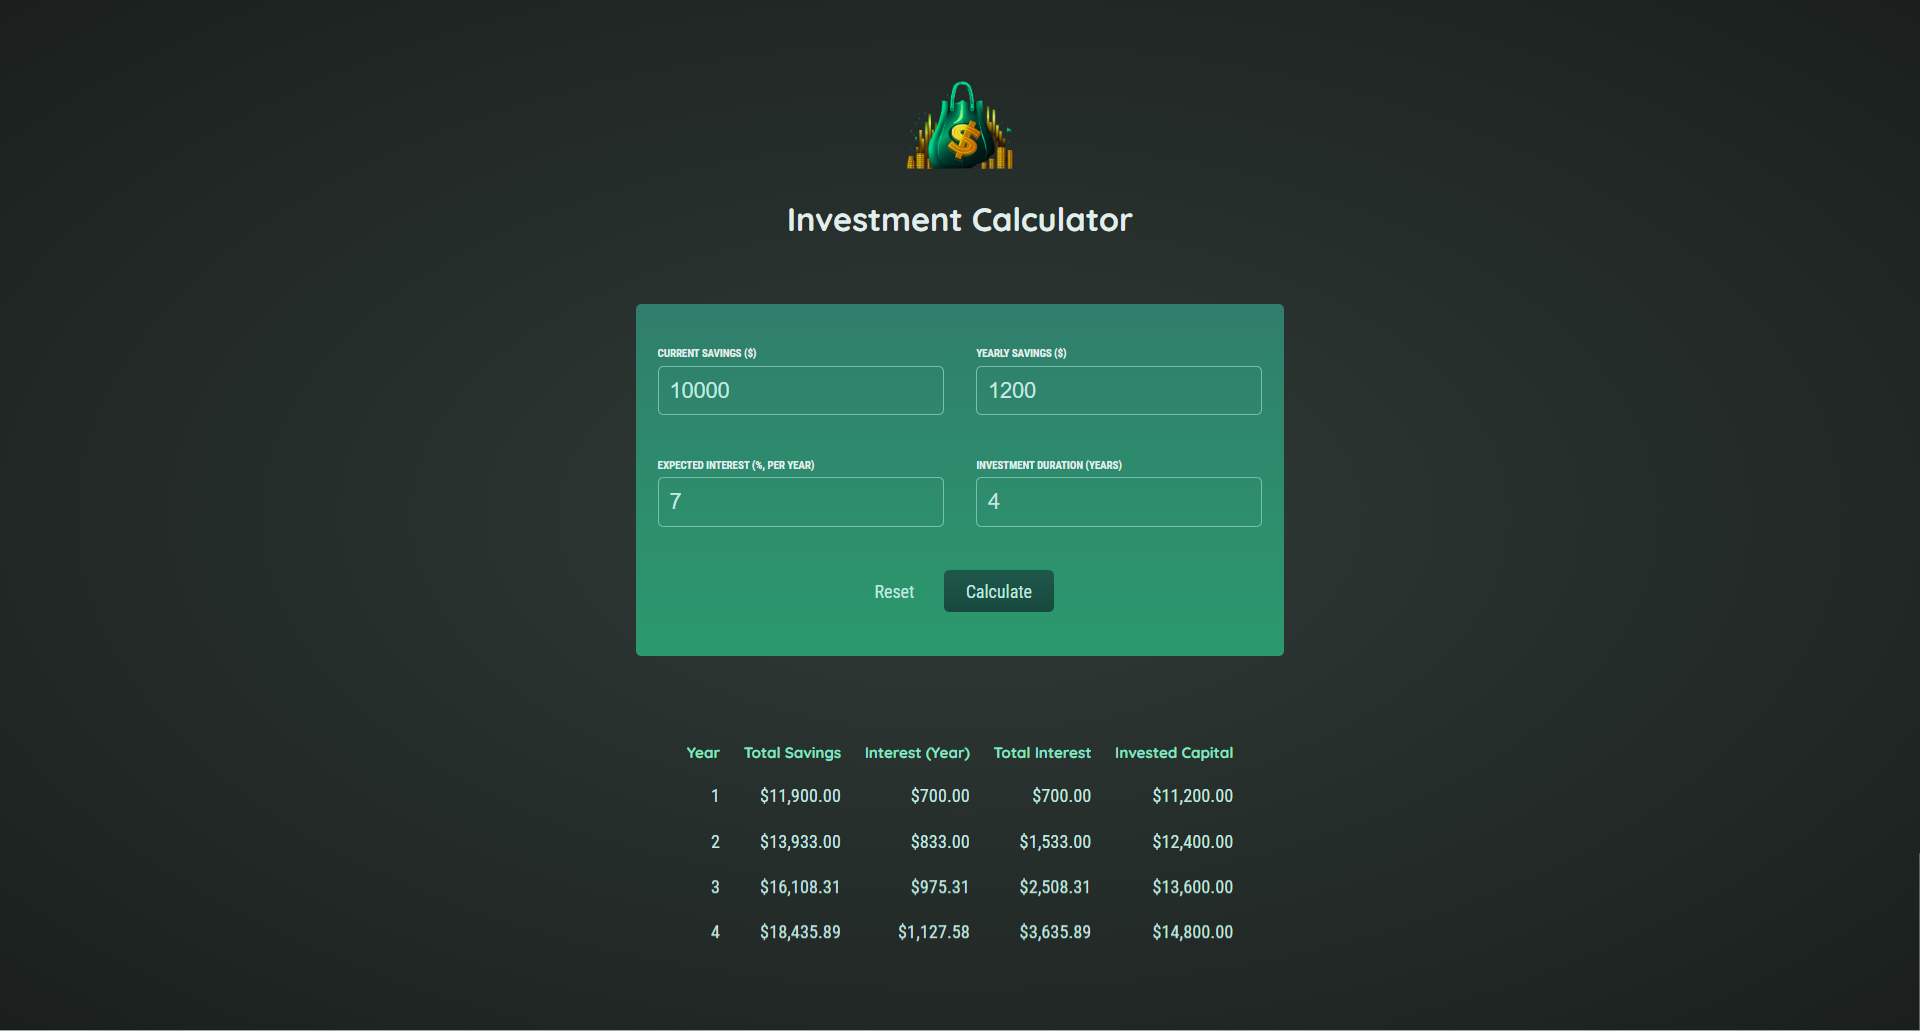 $
Investment Calculator
CURRENT SAVINGS ($) YEARLY SAVINGS ($)
10000 1200
EXPECTED INTEREST (%, PER YEAR) INVESTMENT DURATION (YEARS)
7 4
Reset Calculate
Year Total Savings Interest (Year) Total Interest Invested Capital
1 $11,900.00 $700.00 $700.00 $11,200.00
2 $13,933.00 $833.00 $1,533.00 $12,400.00
3 $16,108.31 $975.31 $2,508.31 $13,600.00
4 $18,435.89 $1,127.58 $3,635.89 $14,800.00